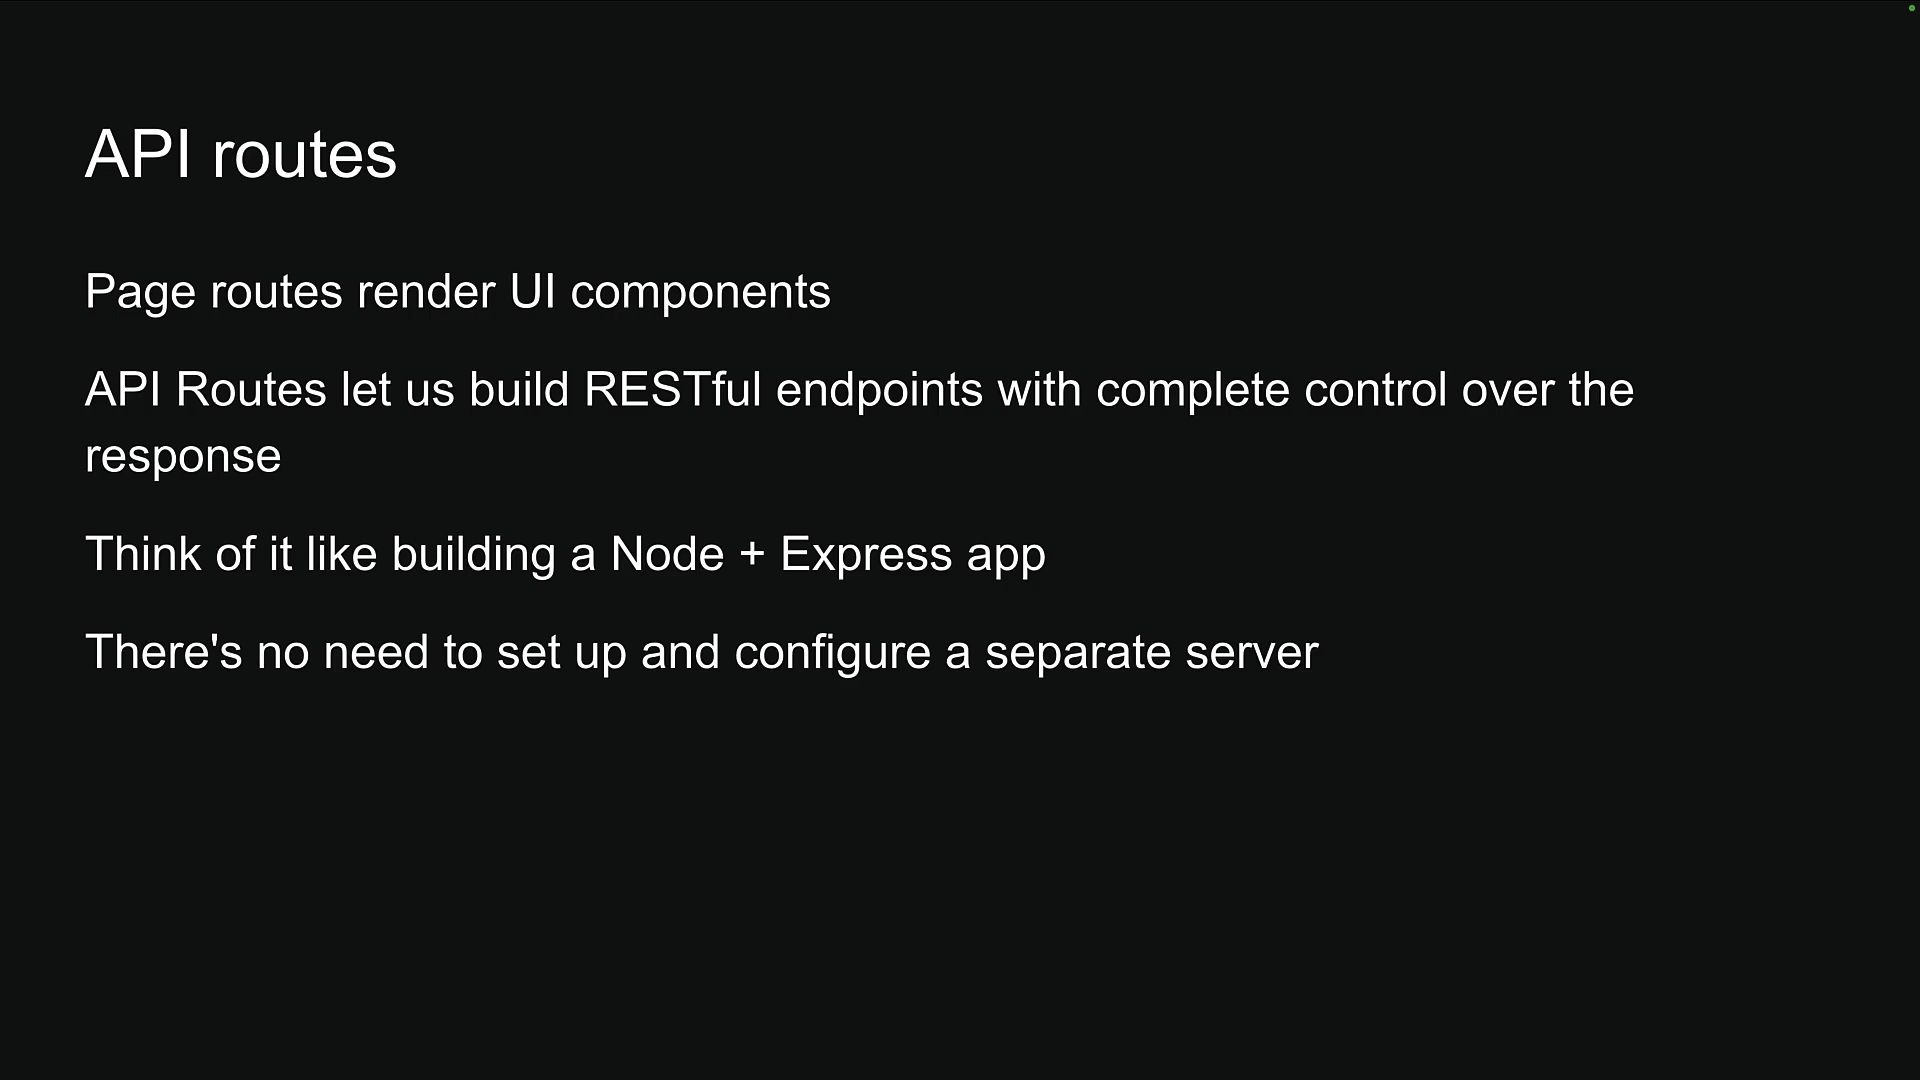 API routes
Page routes render UI components
API Routes let us build RESTful endpoints with complete control over the
response
Think of it like building a Node + Express app
There's no need to set up and configure a separate server